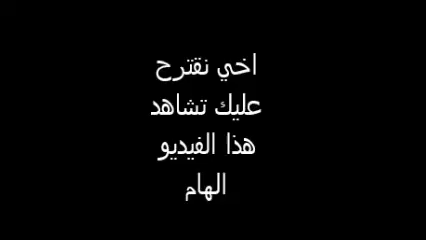 اخي نقترح
عليك تشاهد
هذا الفيديو
الهام